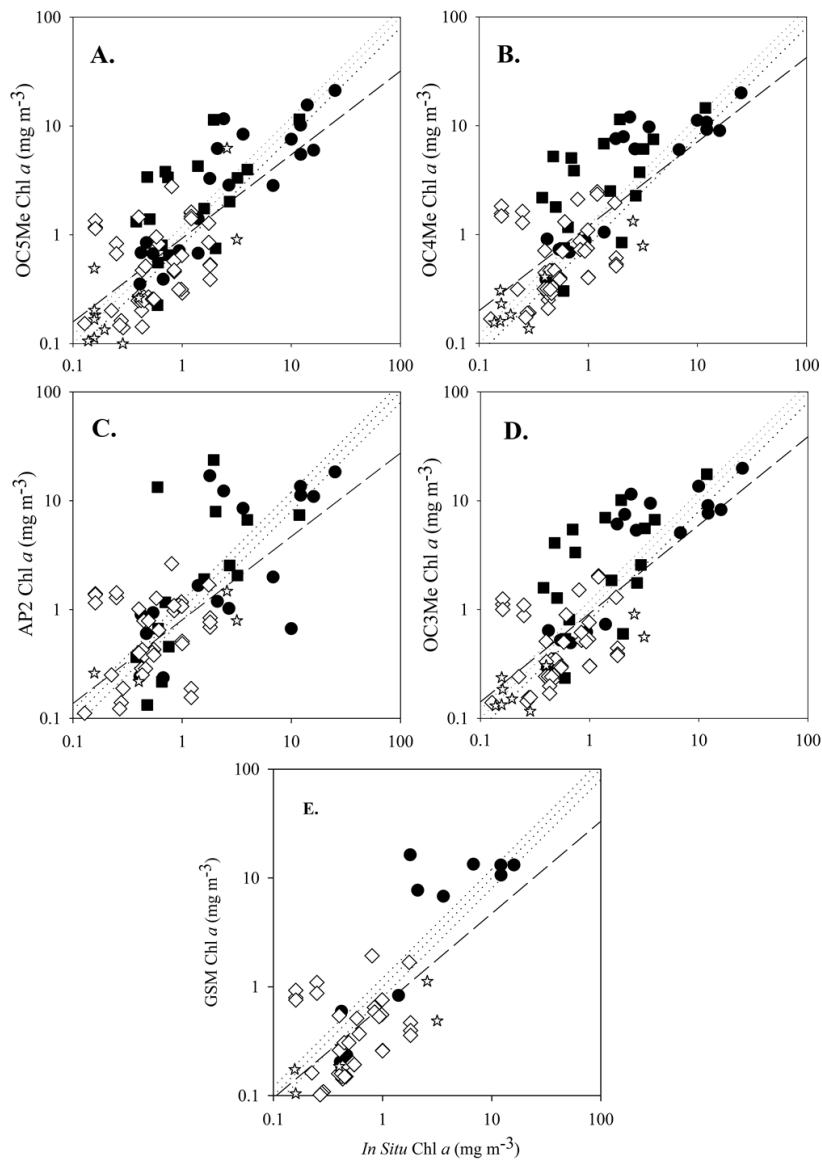 A.
OC5Me Chl a (mg m-3)
100
10
1
0.1
0.1 1 10 100
B.
OC4Me Chl a (mg m-3)
100
10
1
0.1
0.1 1 10 100
C.
AP2 Chl a (mg m-3)
100
10
1
0.1
0.1 1 10 100
D.
OC3Me Chl a (mg m-3)
100
10
1
0.1
0.1 1 10 100
E.
GSM Chl a (mg m-3)
100
10
1
0.1
0.1 1 10 100
In Situ Chl a (mg m-3)